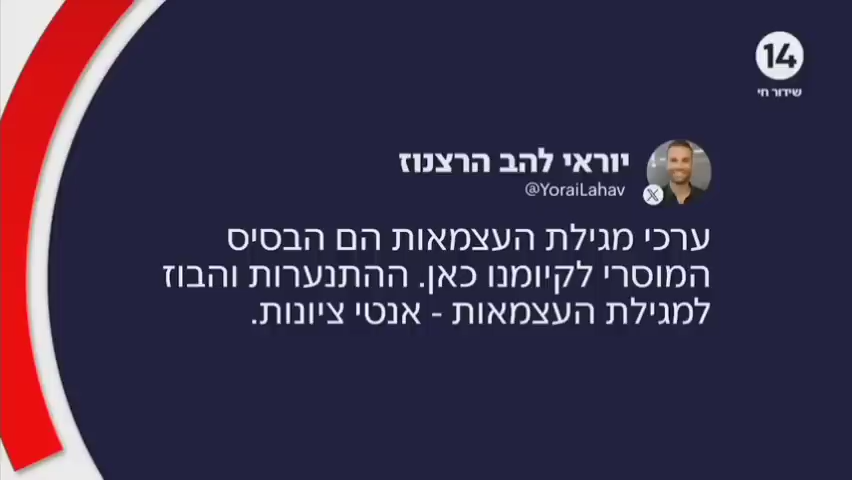 14
שידור חי
יוראי להב הרצנוז
@YoraiLahav
ערכי מגילת העצמאות הם הבסיס
המוסרי לקיומנו כאן. ההתנערות והבוז
למגילת העצמאות - אנטי ציונות.